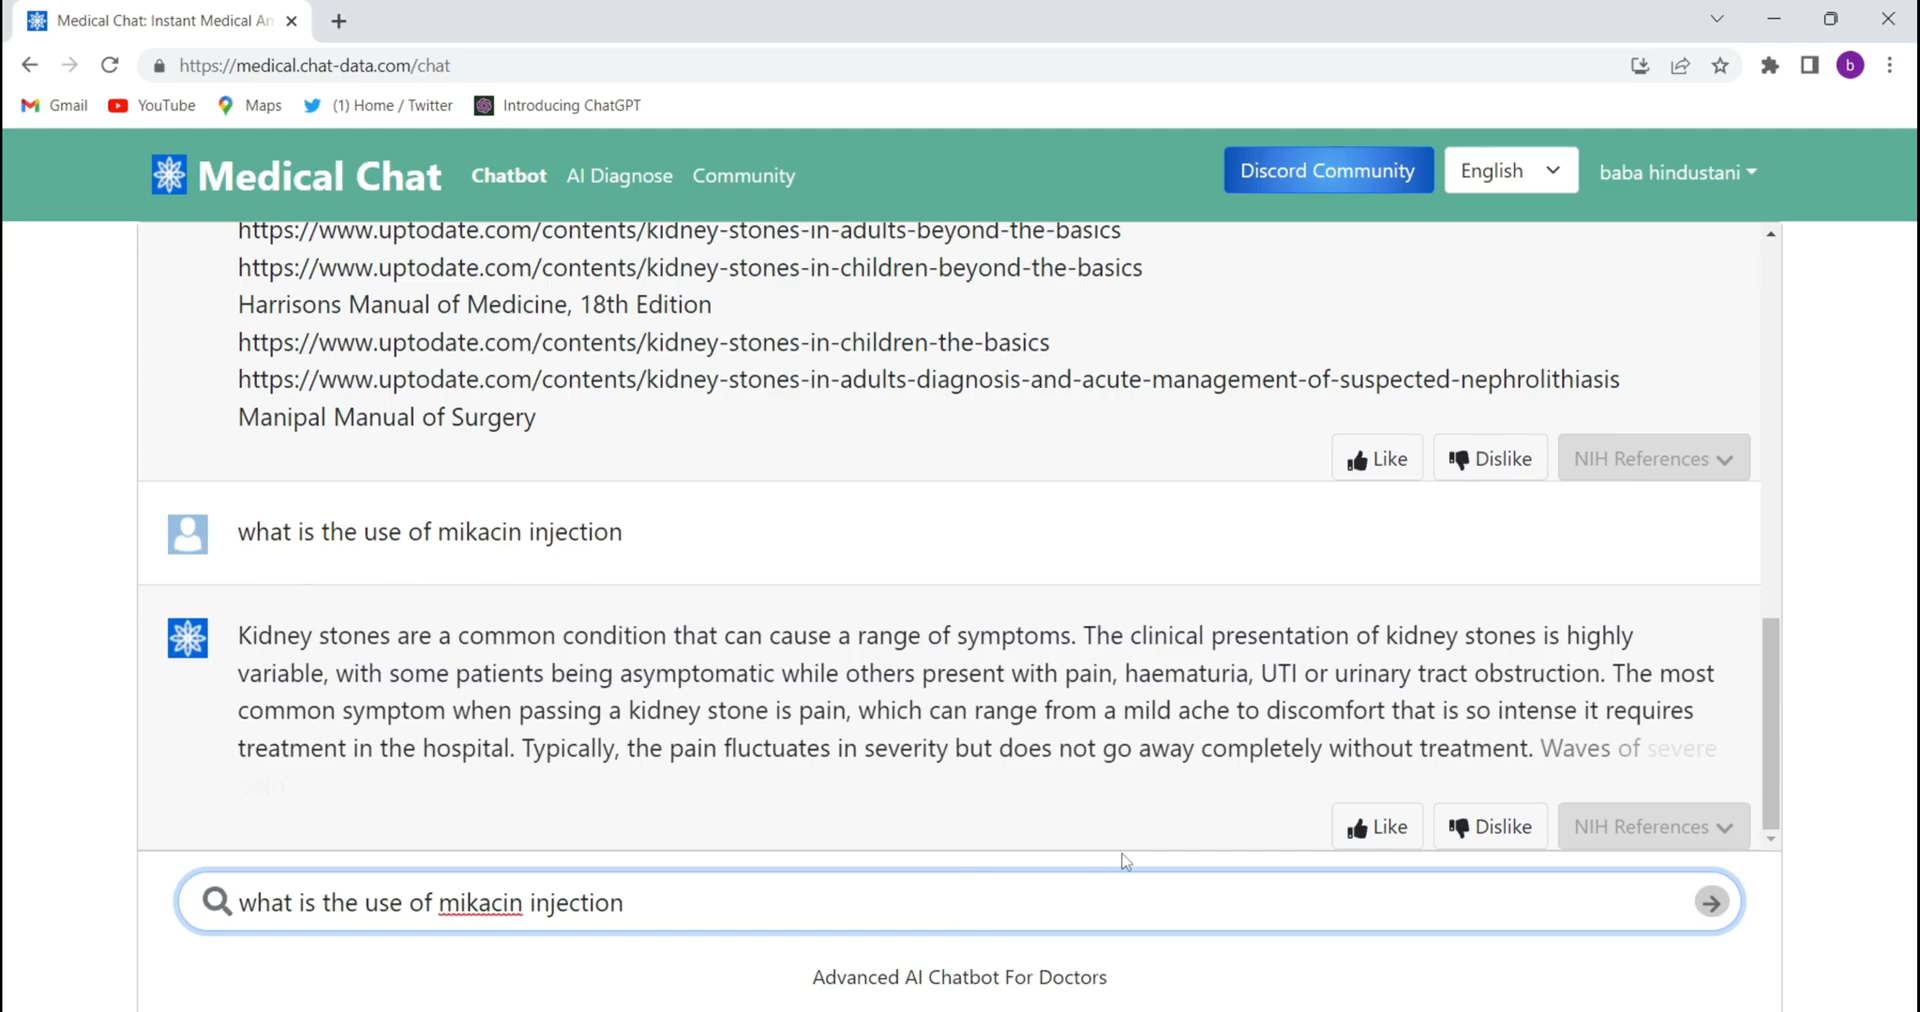 Medical Chat: Instant Medical An
https://medical.chat-data.com/chat
b
Gmail
YouTube
Maps
(1) Home / Twitter
Introducing ChatGPT
Medical Chat
Chatbot
AI Diagnose
Community
Discord Community
English
baba hindustani
https://www.uptodate.com/contents/kidney-stones-in-adults-beyond-the-basics
https://www.uptodate.com/contents/kidney-stones-in-children-beyond-the-basics
Harrisons Manual of Medicine, 18th Edition
https://www.uptodate.com/contents/kidney-stones-in-children-the-basics
https://www.uptodate.com/contents/kidney-stones-in-adults-diagnosis-and-acute-management-of-suspected-nephrolithiasis
Manipal Manual of Surgery
Like
Dislike
NIH References
what is the use of mikacin injection
Kidney stones are a common condition that can cause a range of symptoms. The clinical presentation of kidney stones is highly
variable, with some patients being asymptomatic while others present with pain, haematuria, UTI or urinary tract obstruction. The most
common symptom when passing a kidney stone is pain, which can range from a mild ache to discomfort that is so intense it requires
treatment in the hospital. Typically, the pain fluctuates in severity but does not go away completely without treatment. Waves of severe
Like
Dislike
NIH References
what is the use of mikacin injection
Advanced AI Chatbot For Doctors